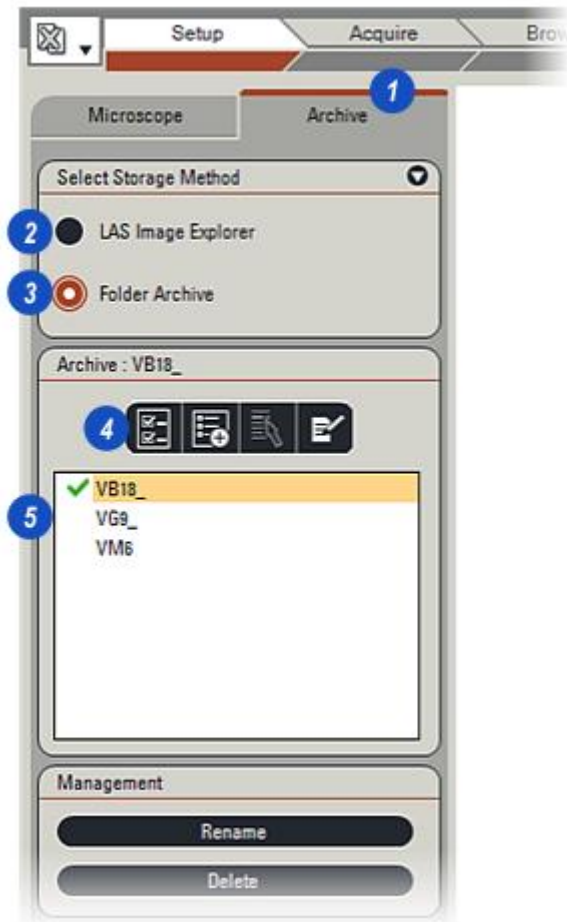 Setup Acquire Brow
1
Microscope Archive
Select Storage Method
2 LAS Image Explorer
3 Folder Archive
Archive : VB18_
4
VB18_
5 VG9_
VM6
Management
Rename
Delete